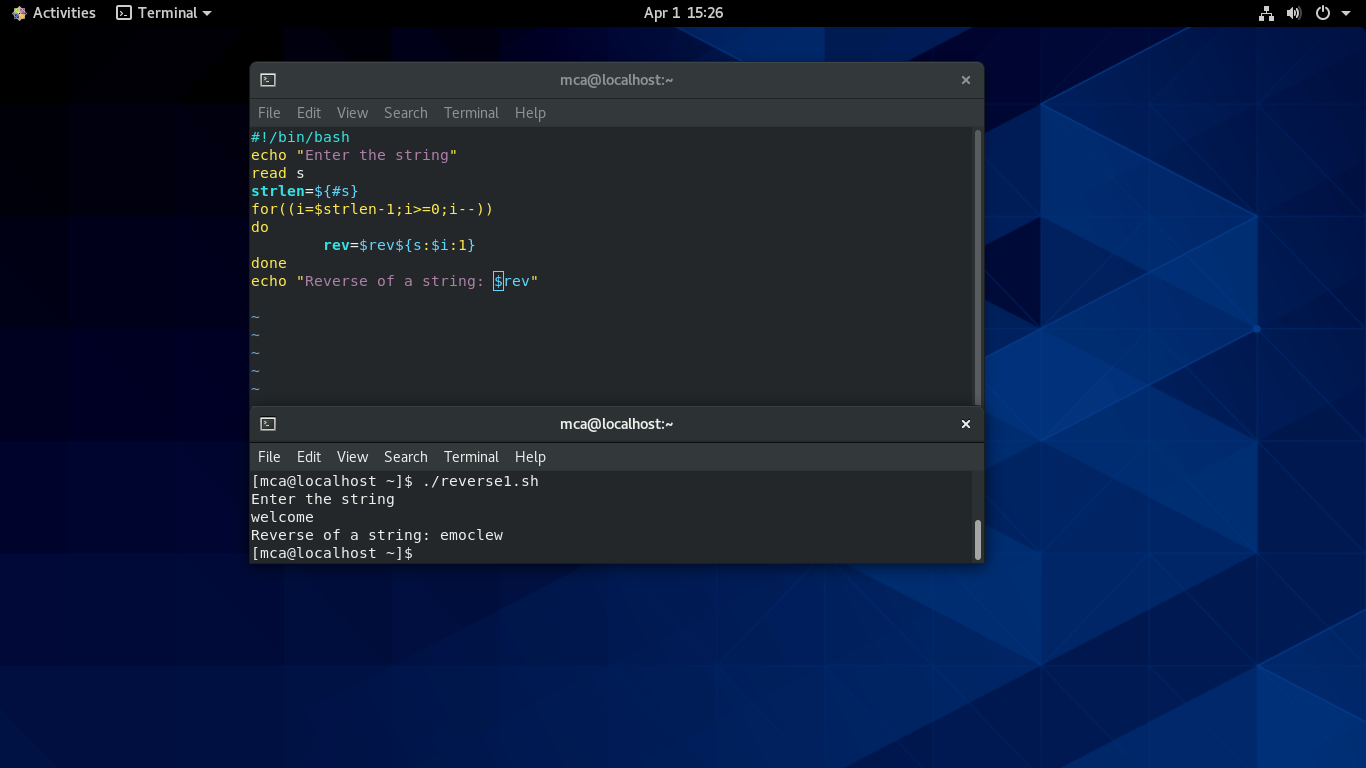 Activities Terminal Apr 1 15:26
mca@localhost:~
File Edit View Search Terminal Help
#!/bin/bash
echo "Enter the string"
read s
strlen=${#s}
for((i=$strlen-1;i>=0;i--))
do
        rev=$rev${s:$i:1}
done
echo "Reverse of a string: $rev"
~
~
~
~
~
mca@localhost:~
File Edit View Search Terminal Help
[mca@localhost ~]$ ./reverse1.sh
Enter the string
welcome
Reverse of a string: emoclew
[mca@localhost ~]$